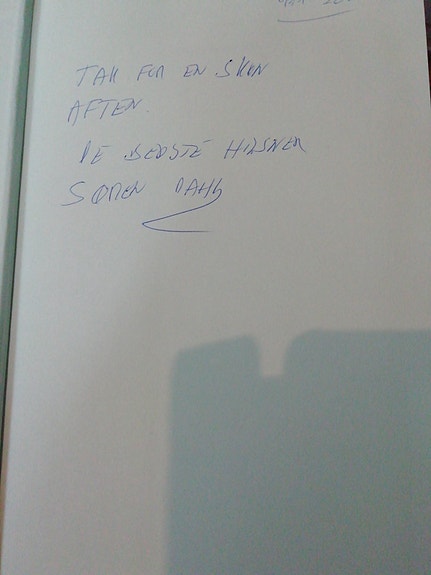 TAK FOR EN SKØN
AFTEN.
DE BEDSTE HILSNER
SØREN DAHL